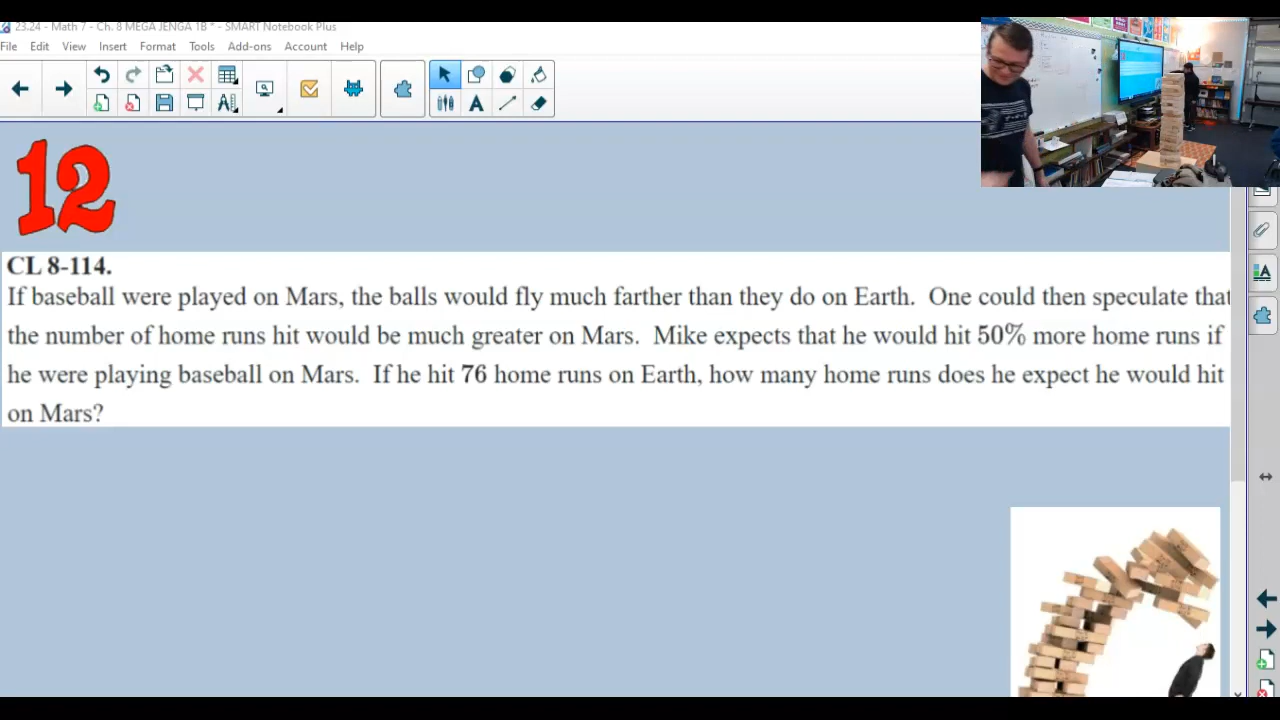 23.24 - Math 7 - Ch. 8 MEGA JENGA 1B * - SMART Notebook Plus
File Edit View Insert Format Tools Add-ons Account Help
12
CL 8-114.
If baseball were played on Mars, the balls would fly much farther than they do on Earth. One could then speculate that
the number of home runs hit would be much greater on Mars. Mike expects that he would hit 50% more home runs if
he were playing baseball on Mars. If he hit 76 home runs on Earth, how many home runs does he expect he would hit
on Mars?